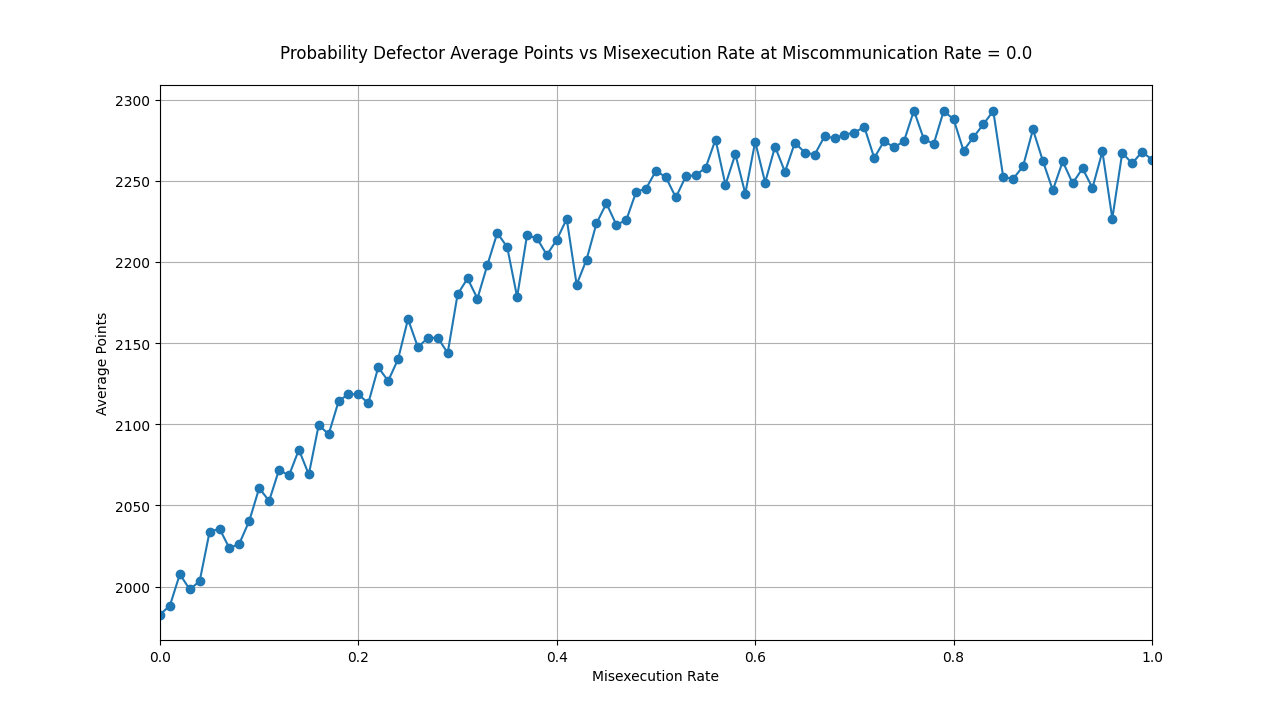 Probability Defector Average Points vs Misexecution Rate at Miscommunication Rate = 0.0
2300
2250
2200
2150
2100
2050
2000
Average Points
0.0 0.2 0.4 0.6 0.8 1.0
Misexecution Rate